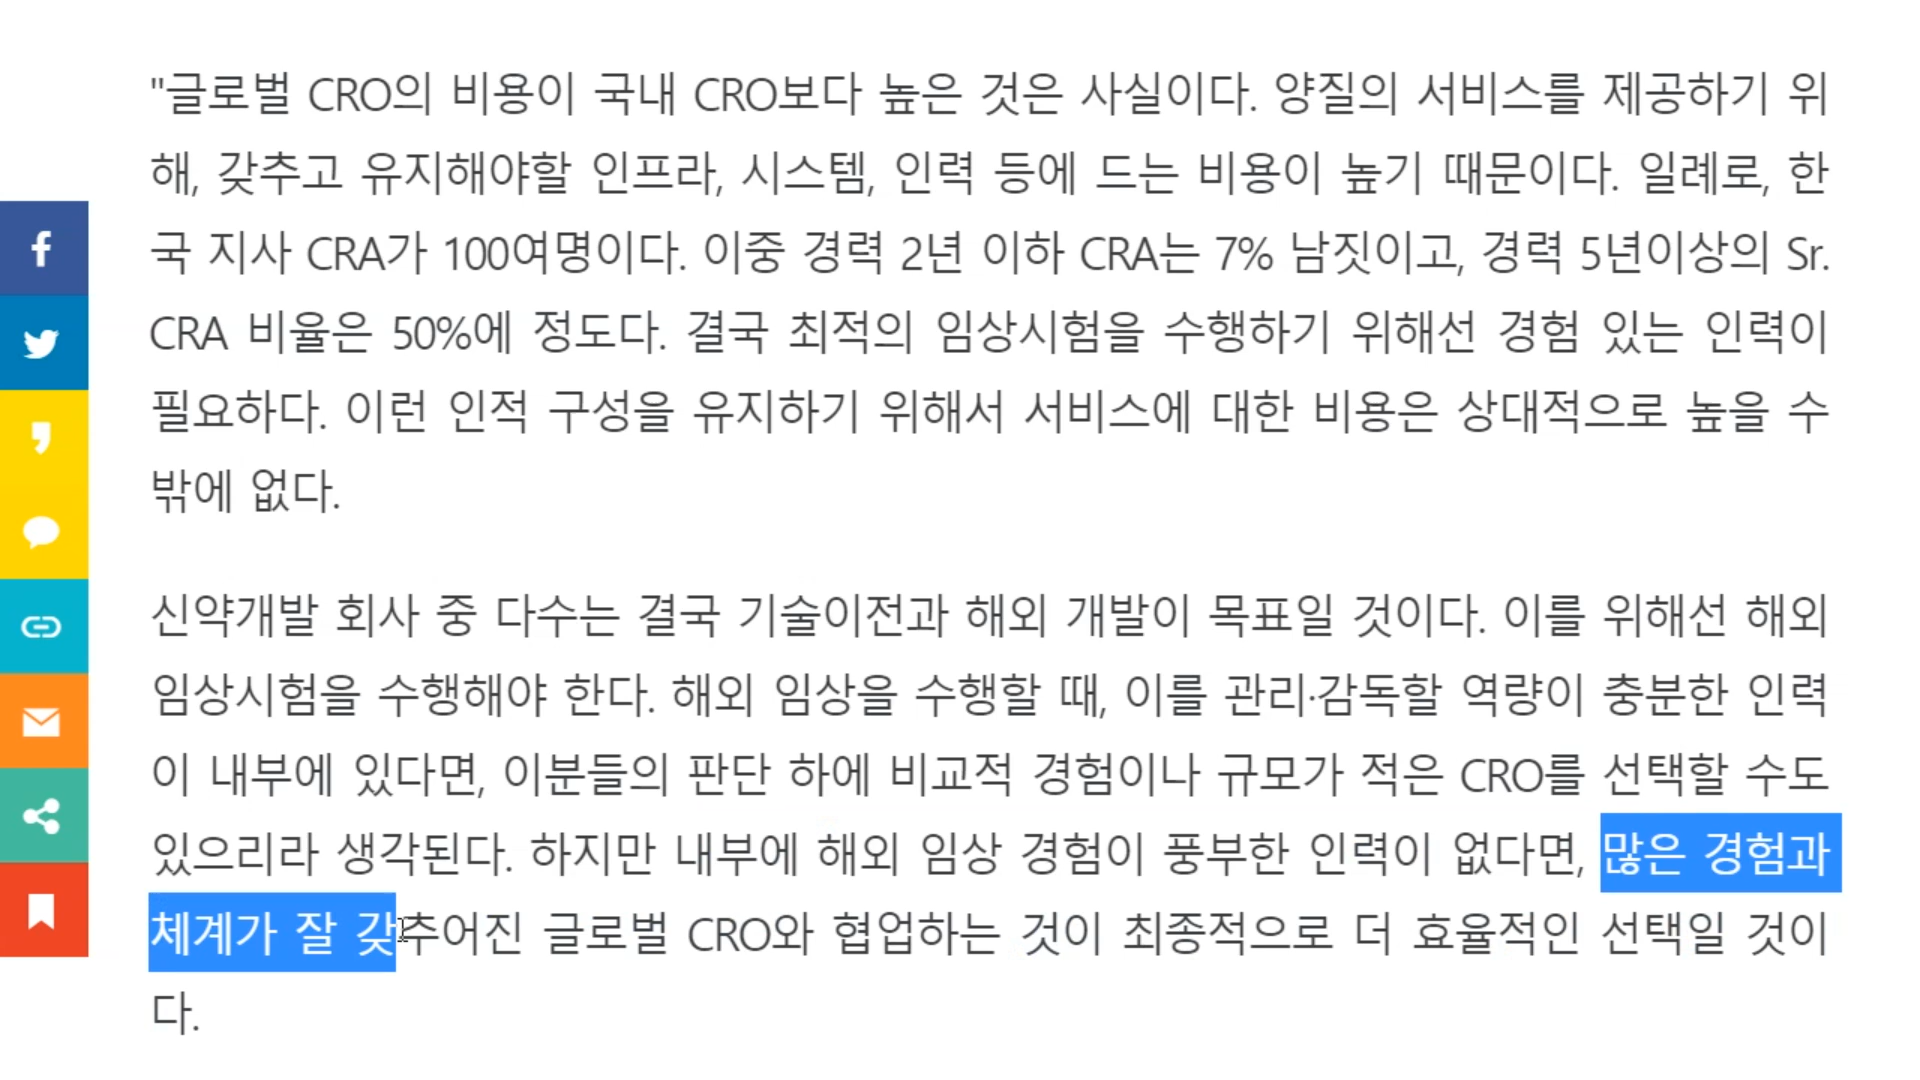 "글로벌 CRO의 비용이 국내 CRO보다 높은 것은 사실이다. 양질의 서비스를 제공하기 위
해, 갖추고 유지해야할 인프라, 시스템, 인력 등에 드는 비용이 높기 때문이다. 일례로, 한
국 지사 CRA가 100여명이다. 이중 경력 2년 이하 CRA는 7% 남짓이고, 경력 5년이상의 Sr.
CRA 비율은 50%에 정도다. 결국 최적의 임상시험을 수행하기 위해선 경험 있는 인력이
필요하다. 이런 인적 구성을 유지하기 위해서 서비스에 대한 비용은 상대적으로 높을 수
밖에 없다.
신약개발 회사 중 다수는 결국 기술이전과 해외 개발이 목표일 것이다. 이를 위해선 해외
임상시험을 수행해야 한다. 해외 임상을 수행할 때, 이를 관리·감독할 역량이 충분한 인력
이 내부에 있다면, 이분들의 판단 하에 비교적 경험이나 규모가 적은 CRO를 선택할 수도
있으리라 생각된다. 하지만 내부에 해외 임상 경험이 풍부한 인력이 없다면, 많은 경험과
체계가 잘 갖추어진 글로벌 CRO와 협업하는 것이 최종적으로 더 효율적인 선택일 것이
다.